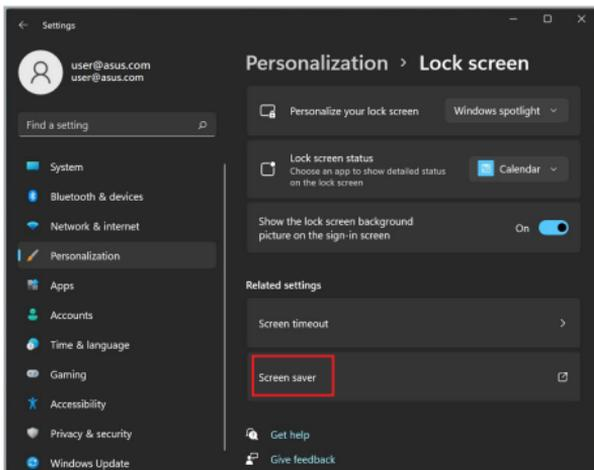 Settings
user@asus.com
user@asus.com
Find a setting
System
Bluetooth & devices
Network & internet
Personalization
Apps
Accounts
Time & language
Gaming
Accessibility
Privacy & security
Windows Update
Personalization > Lock screen
Personalize your lock screen
Windows spotlight
Lock screen status
Choose an app to show detailed status
on the lock screen
Calendar
Show the lock screen background
picture on the sign-in screen
On
Related settings
Screen timeout
Screen saver
Get help
Give feedback